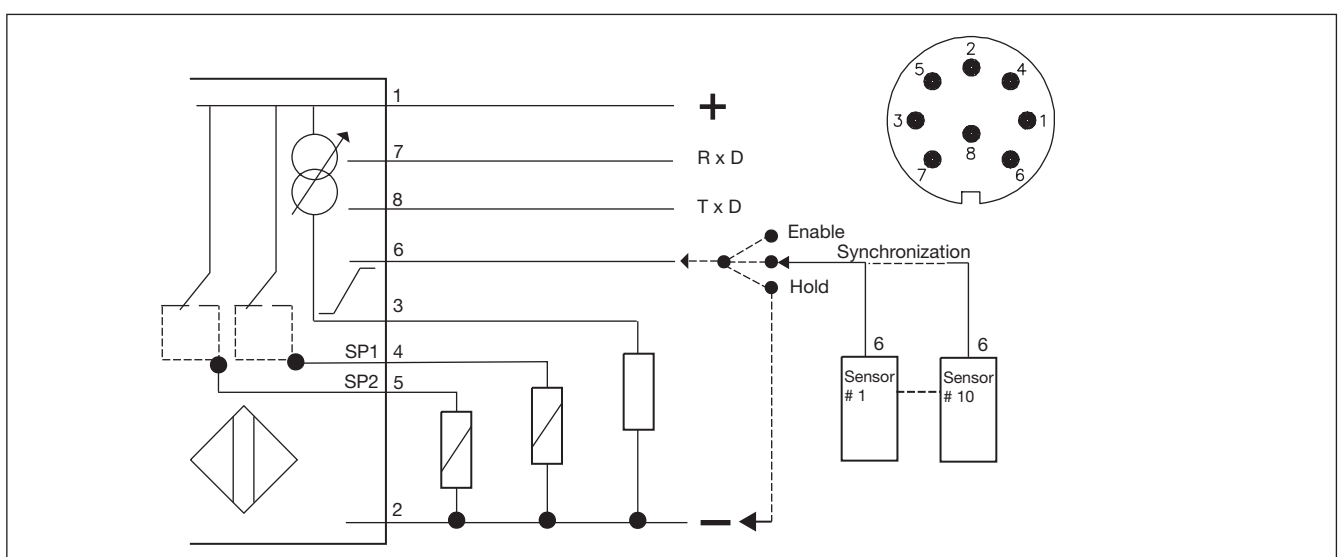 1
+
7
R x D
8
T x D
6
Enable
Synchronization
Hold
3
SP1 4
SP2 5
2
−
6
6
Sensor
# 1
Sensor
# 10
2
5
4
3
1
8
7
6